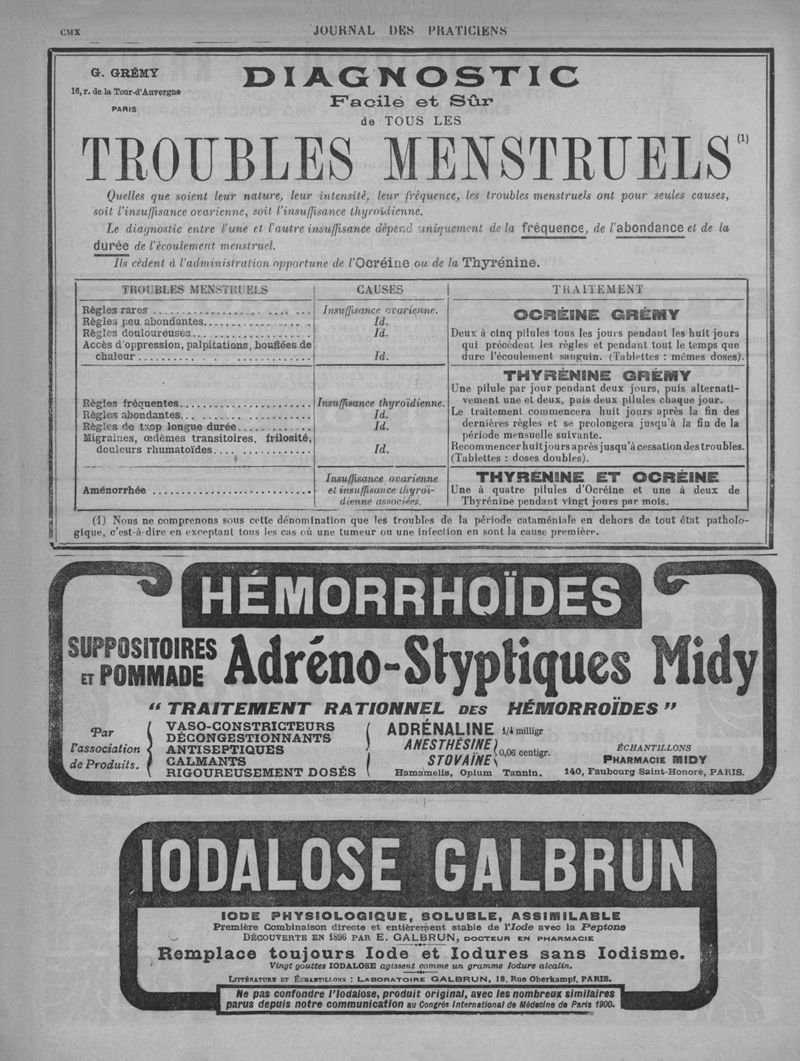 CMX
JOURNAL DES PRATICIENS
G. GRÉMY
16, r. de la Tour-d'Auvergne
PARIS
DIAGNOSTIC
Facile et Sûr
de TOUS LES
TROUBLES MENSTRUELS (1)
Quelles que soient leur nature, leur intensité, leur fréquence, les troubles menstruels ont pour seules causes,
soit l'insuffisance ovarienne, soit l'insuffisance thyroïdienne.
Le diagnostic entre l'une et l'autre insuffisance dépend uniquement de la fréquence, de l'abondance et de la
durée de l'écoulement menstruel.
Ils cèdent à l'administration opportune de l'Ocréine ou de la Thyrénine.
TROUBLES MENSTRUELS
CAUSES
TRAITEMENT
Règles rares
Insuffisance ovarienne.
Règles peu abondantes
Id.
Règles douloureuses
Id.
Accès d'oppression, palpitations, bouffées de
chaleur
Id.
OCRÉINE GRÉMY
Deux à cinq pilules tous les jours pendant les huit jours
qui précèdent les règles et pendant tout le temps que
dure l'écoulement sanguin. (Tablettes : mêmes doses).
Règles fréquentes
Insuffisance thyroïdienne.
Règles abondantes
Id.
Règles de trop longue durée
Id.
Migraines, œdèmes transitoires, frilosité,
douleurs rhumatoïdes
Id.
THYRÉNINE GRÉMY
Une pilule par jour pendant deux jours, puis alternati-
vement une et deux, puis deux pilules chaque jour.
Le traitement commencera huit jours après la fin des
dernières règles et se prolongera jusqu'à la fin de la
période mensuelle suivante.
Recommencer huit jours après jusqu'à cessation des troubles.
(Tablettes : doses doubles).
Aménorrhée
Insuffisance ovarienne
et insuffisance thyroï-
dienne associées.
THYRÉNINE ET OCRÉINE
Une à quatre pilules d'Ocréine et une à deux de
Thyrénine pendant vingt jours par mois.
(1) Nous ne comprenons sous cette dénomination que les troubles de la période cataméniale en dehors de tout état patholo-
gique, c'est-à-dire en exceptant tous les cas où une tumeur ou une infection en sont la cause première.
HÉMORRHOÏDES
SUPPOSITOIRES
ET POMMADE
Adréno-Styptiques Midy
“ TRAITEMENT RATIONNEL DES HÉMORROÏDES ”
Par
l'association
de Produits.
VASO-CONSTRICTEURS
DÉCONGESTIONNANTS
ANTISEPTIQUES
CALMANTS
RIGOUREUSEMENT DOSÉS
ADRÉNALINE 1/4 milligr
ANESTHÉSINE
STOVAÏNE
0,06 centigr.
Hamamelis, Opium Tannin.
ÉCHANTILLONS
PHARMACIE MIDY
140, Faubourg Saint-Honoré, PARIS.
IODALOSE GALBRUN
IODE PHYSIOLOGIQUE, SOLUBLE, ASSIMILABLE
Première Combinaison directe et entièrement stable de l'Iode avec la Peptone
DÉCOUVERTE EN 1896 PAR E. GALBRUN, DOCTEUR EN PHARMACIE
Remplace toujours Iode et Iodures sans Iodisme.
Vingt gouttes IODALOSE agissent comme un gramme Iodure alcalin.
LITTÉRATURE ET ÉCHANTILLONS : LABORATOIRE GALBRUN, 18, Rue Oberkampf, PARIS.
Ne pas confondre l'Iodalose, produit original, avec les nombreux similaires
parus depuis notre communication au Congrès International de Médecine de Paris 1900.